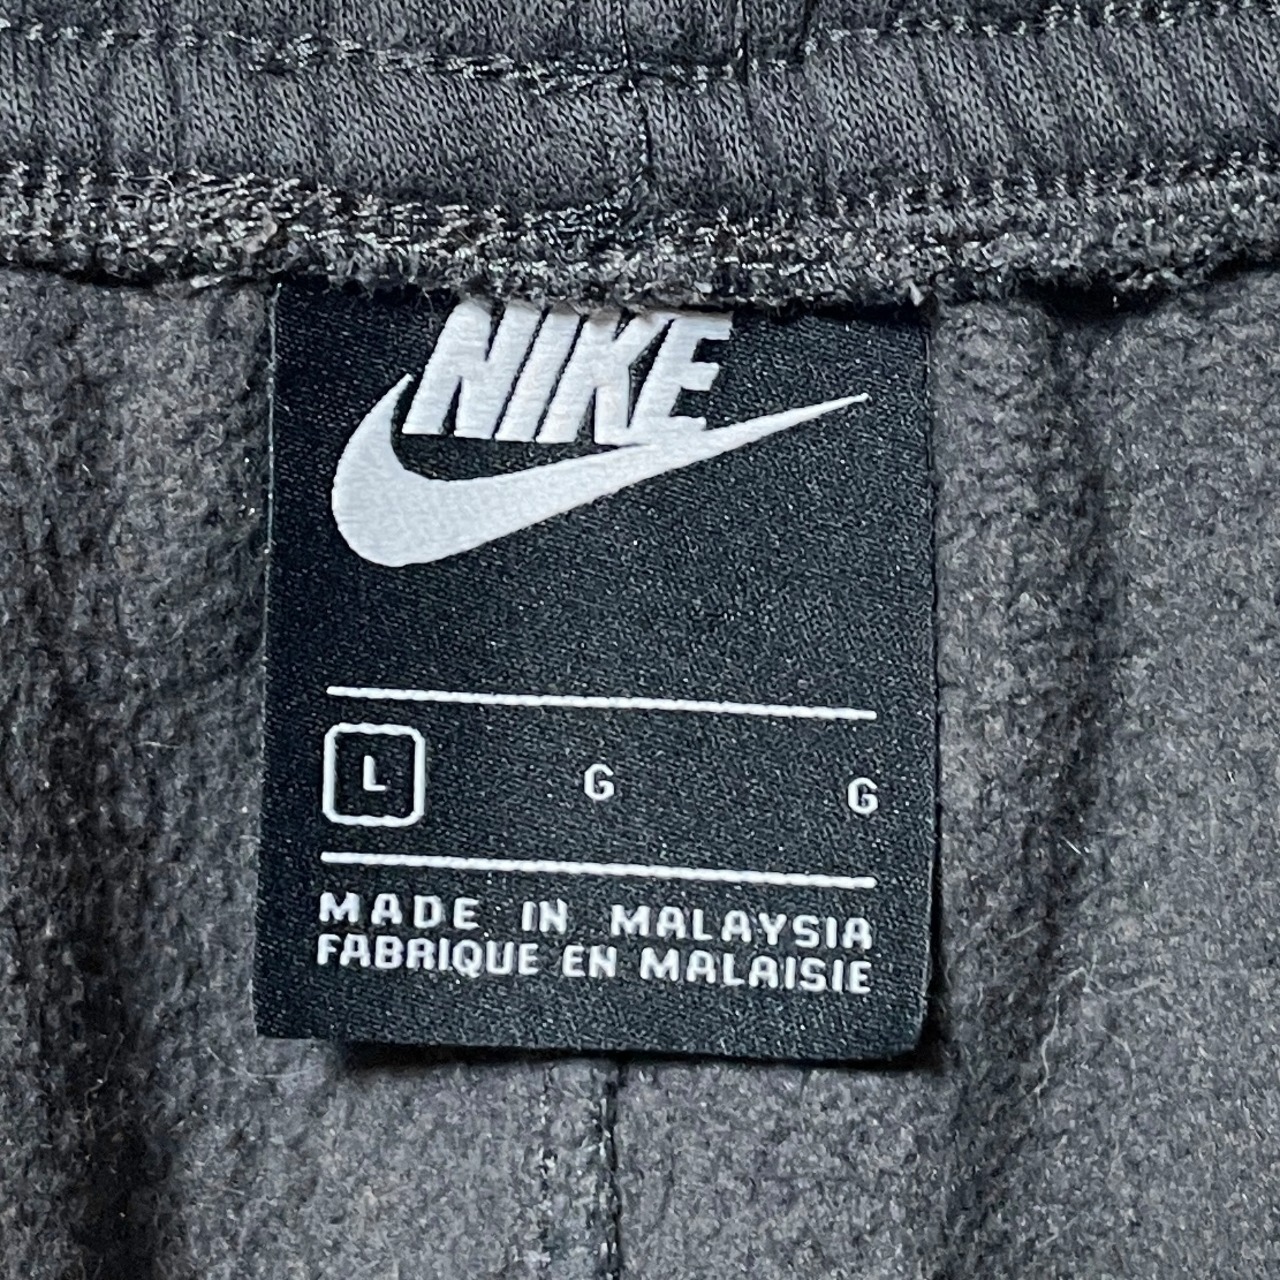 NIKE
L G G
MADE IN MALAYSIA
FABRIQUE EN MALAISIE